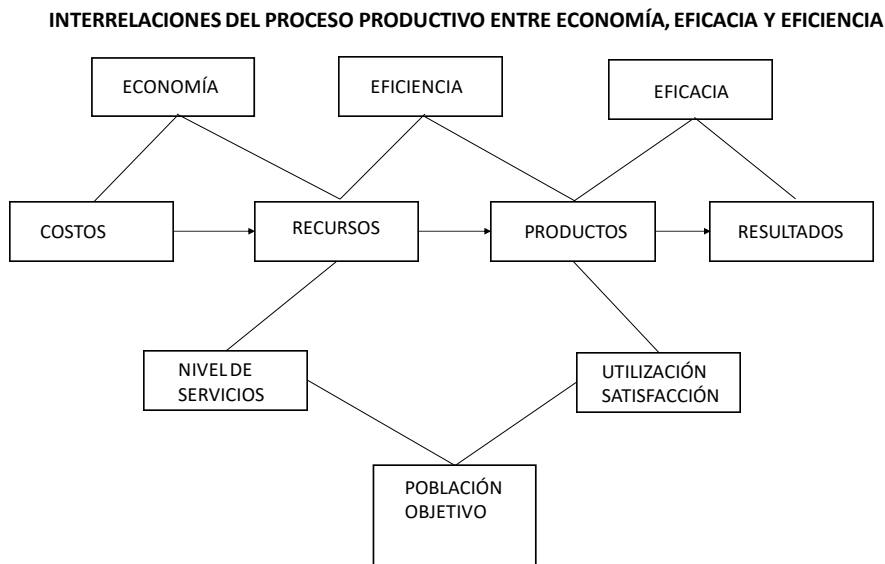 INTERRELACIONES DEL PROCESO PRODUCTIVO ENTRE ECONOMÍA, EFICACIA Y EFICIENCIA
ECONOMÍA
EFICIENCIA
EFICACIA
COSTOS
RECURSOS
PRODUCTOS
RESULTADOS
NIVEL DE
SERVICIOS
UTILIZACIÓN
SATISFACCIÓN
POBLACIÓN
OBJETIVO